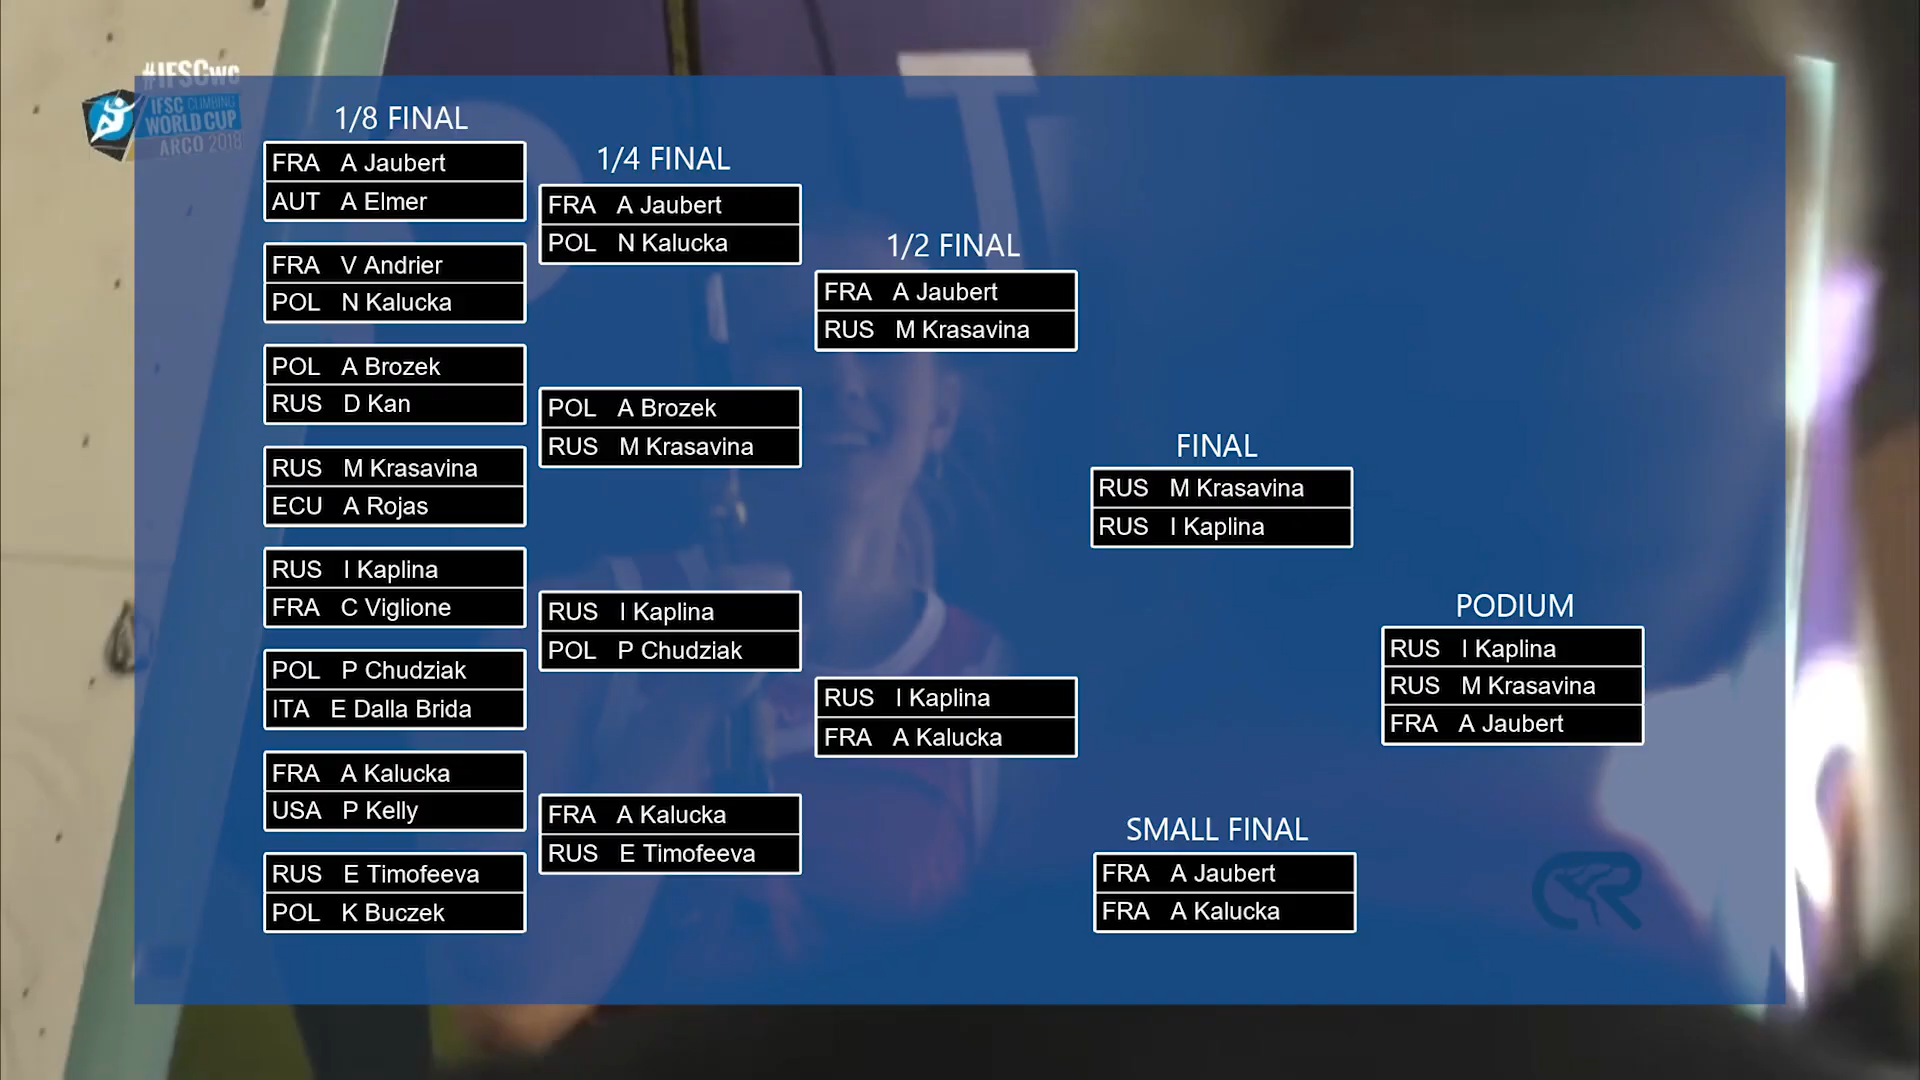 #IFSCwc
IFSC CLIMBING
WORLD CUP
ARCO 2018
1/8 FINAL
FRA A Jaubert
AUT A Elmer
FRA V Andrier
POL N Kalucka
POL A Brozek
RUS D Kan
RUS M Krasavina
ECU A Rojas
RUS I Kaplina
FRA C Viglione
POL P Chudziak
ITA E Dalla Brida
FRA A Kalucka
USA P Kelly
RUS E Timofeeva
POL K Buczek
1/4 FINAL
FRA A Jaubert
POL N Kalucka
POL A Brozek
RUS M Krasavina
RUS I Kaplina
POL P Chudziak
FRA A Kalucka
RUS E Timofeeva
1/2 FINAL
FRA A Jaubert
RUS M Krasavina
RUS I Kaplina
FRA A Kalucka
FINAL
RUS M Krasavina
RUS I Kaplina
SMALL FINAL
FRA A Jaubert
FRA A Kalucka
PODIUM
RUS I Kaplina
RUS M Krasavina
FRA A Jaubert